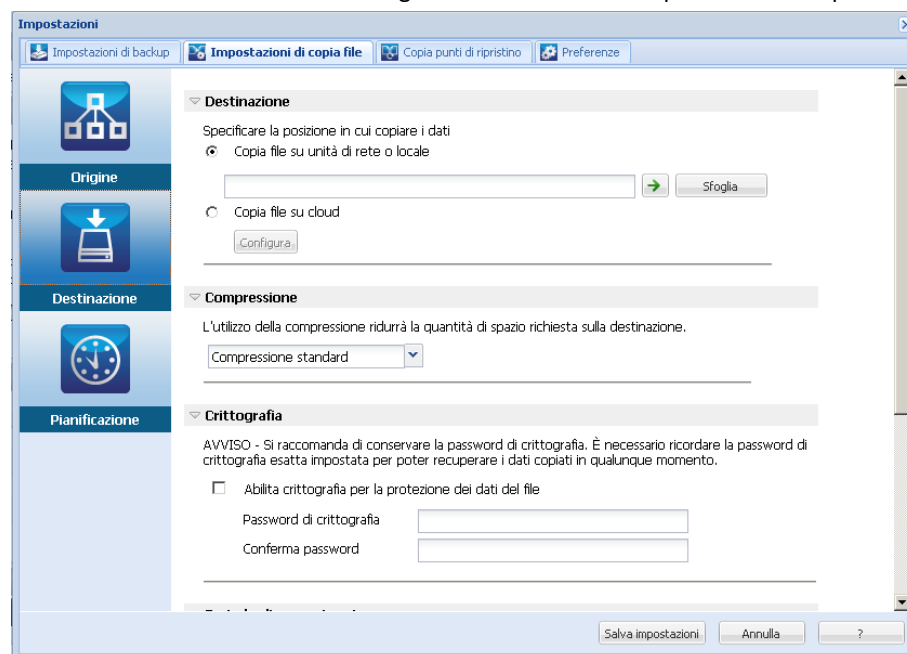 Impostazioni
Impostazioni di backup
Impostazioni di copia file
Copia punti di ripristino
Preferenze
Origine
Destinazione
Pianificazione
Destinazione
Specificare la posizione in cui copiare i dati
Copia file su unità di rete o locale
Sfoglia
Copia file su cloud
Configura
Compressione
L'utilizzo della compressione ridurrà la quantità di spazio richiesta sulla destinazione.
Compressione standard
Crittografia
AVVISO - Si raccomanda di conservare la password di crittografia. È necessario ricordare la password di
crittografia esatta impostata per poter recuperare i dati copiati in qualunque momento.
Abilita crittografia per la protezione dei dati del file
Password di crittografia
Conferma password
Salva impostazioni
Annulla
?